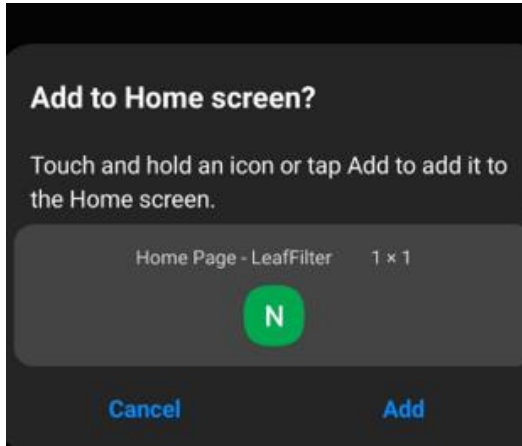 Add to Home screen?
Touch and hold an icon or tap Add to add it to
the Home screen.
Home Page - LeafFilter 1 × 1
N
Cancel Add